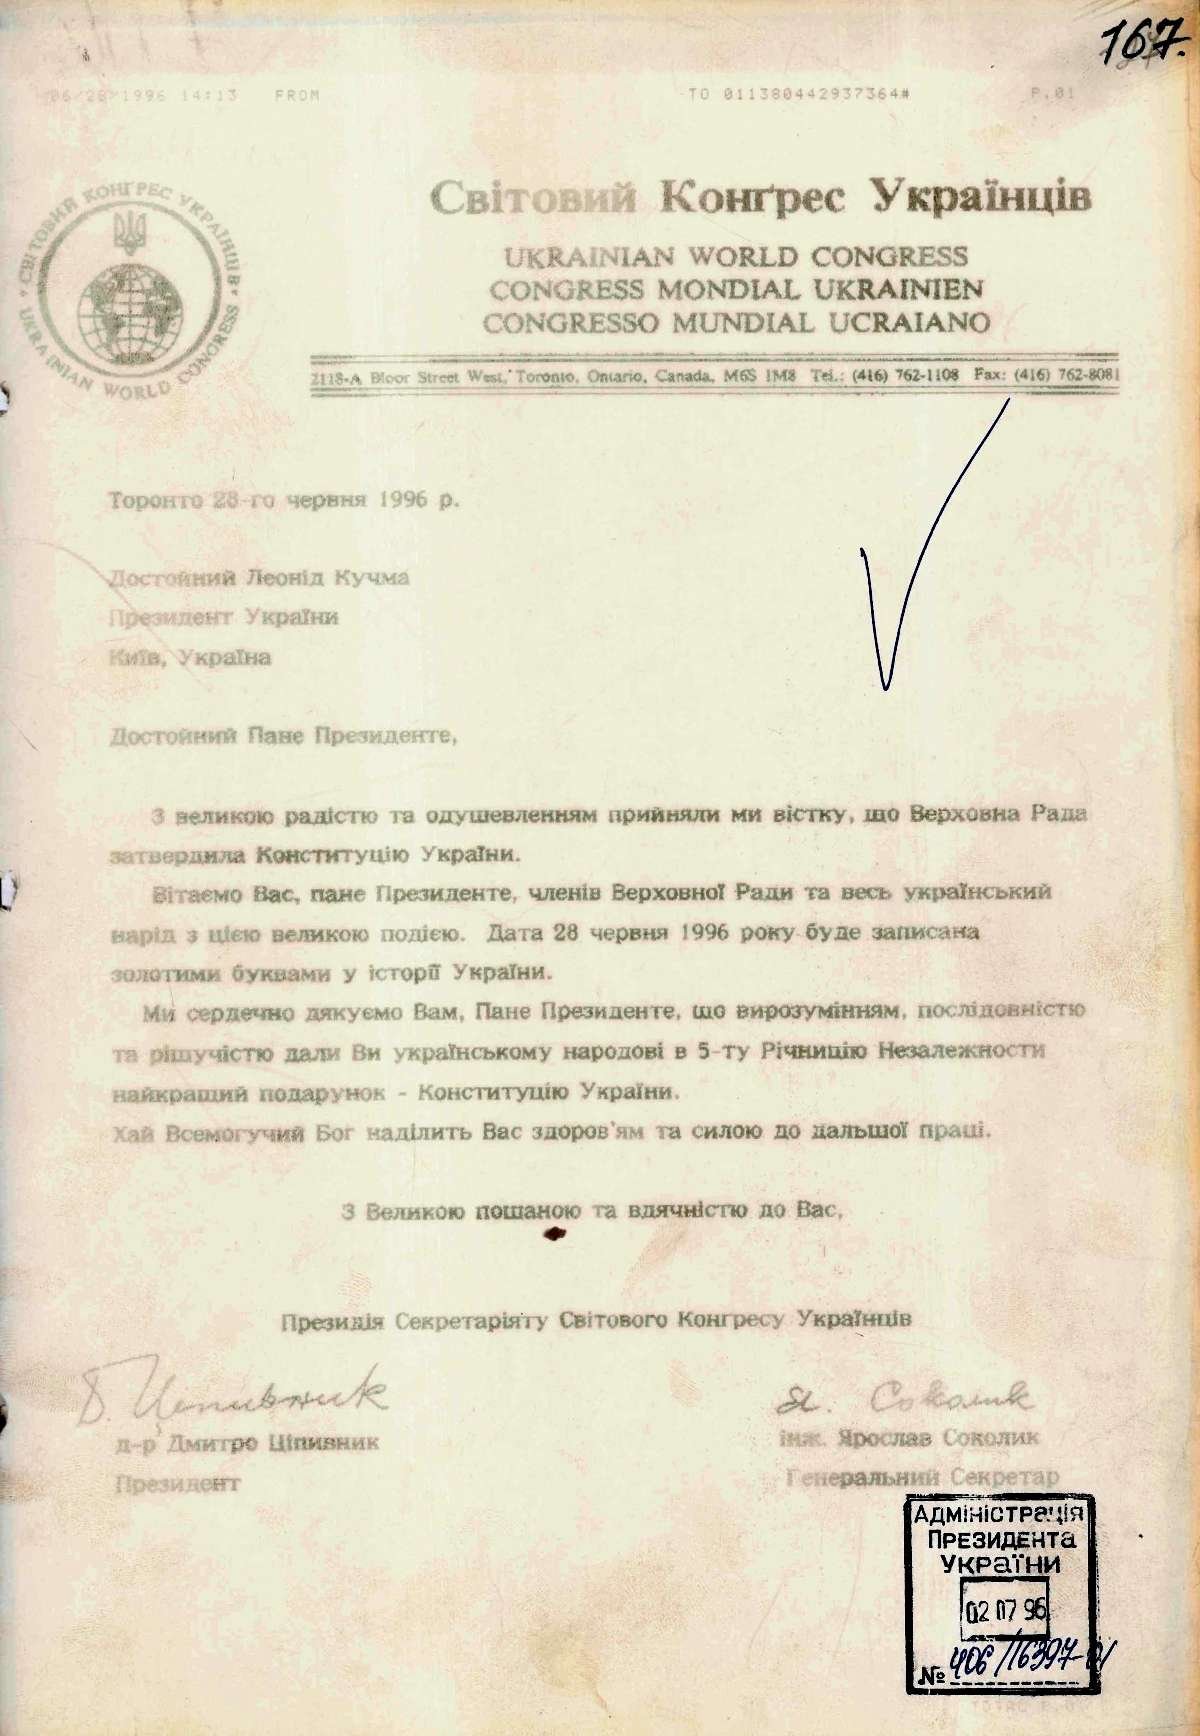 167.
06/28/1996 14:13 FROM TO 011380442937364# P.01
СВІТОВИЙ КОНҐРЕС УКРАЇНЦІВ
UKRAINIAN WORLD CONGRESS
Світовий Конґрес Українців
UKRAINIAN WORLD CONGRESS
CONGRESS MONDIAL UKRAINIEN
CONGRESSO MUNDIAL UCRAIANO
2118-A Bloor Street West, Toronto, Ontario, Canada, M6S 1M8 Tel.: (416) 762-1108 Fax: (416) 762-8081
Торонто 28-го червня 1996 р.
Достойний Леонід Кучма
Президент України
Київ, Україна
Достойний Пане Президенте,
З великою радістю та одушевленням прийняли ми вістку, що Верховна Рада
затвердила Конституцію України.
Вітаємо Вас, пане Президенте, членів Верховної Ради та весь український
нарід з цією великою подією. Дата 28 червня 1996 року буде записана
золотими буквами у історії України.
Ми сердечно дякуємо Вам, Пане Президенте, що вирозумінням, послідовністю
та рішучістю дали Ви українському народові в 5-ту Річницію Незалежности
найкращий подарунок - Конституцію України.
Хай Всемогучий Бог наділить Вас здоров'ям та силою до дальшої праці.
З Великою пошаною та вдячністю до Вас,
Президія Секретаріяту Світового Конгресу Українців
Д. Ціпивник Я. Соколик
д-р Дмитро Ціпивник інж. Ярослав Соколик
Президент Генеральний Секретар
Адміністрація
Президента
України
02 07 96
№ 406/16397-01